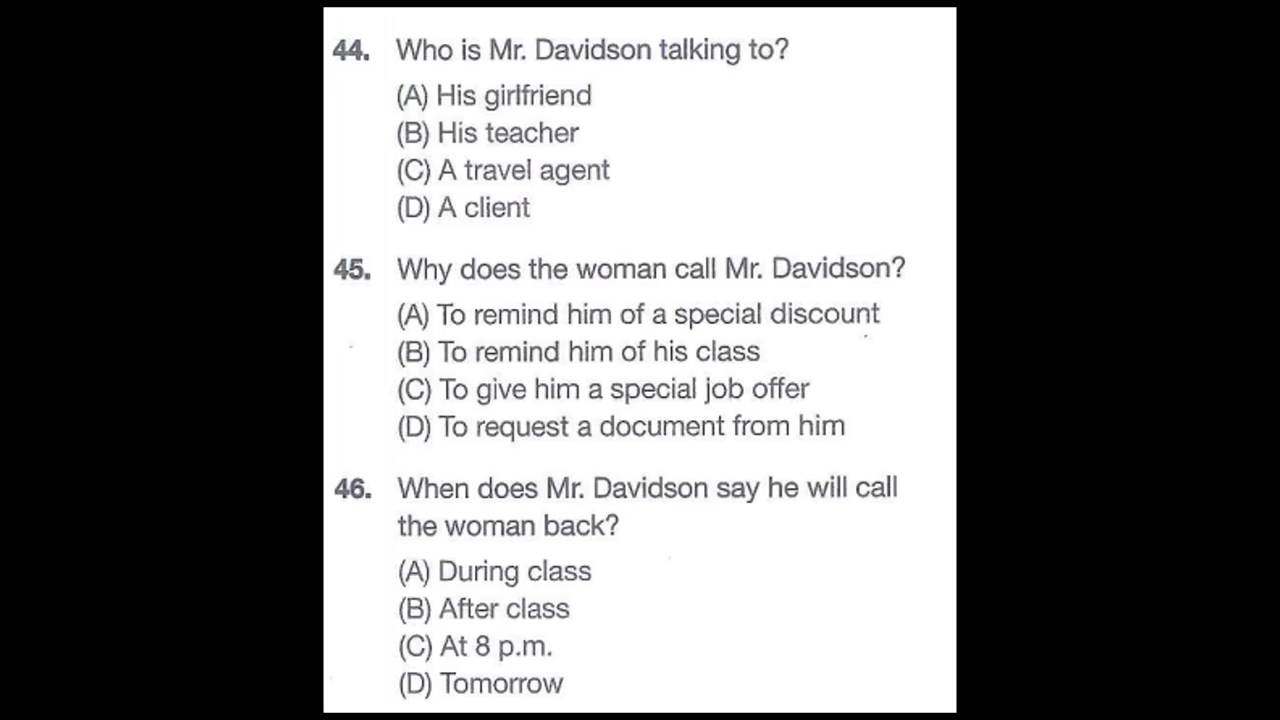 44. Who is Mr. Davidson talking to?
(A) His girlfriend
(B) His teacher
(C) A travel agent
(D) A client
45. Why does the woman call Mr. Davidson?
(A) To remind him of a special discount
(B) To remind him of his class
(C) To give him a special job offer
(D) To request a document from him
46. When does Mr. Davidson say he will call
the woman back?
(A) During class
(B) After class
(C) At 8 p.m.
(D) Tomorrow